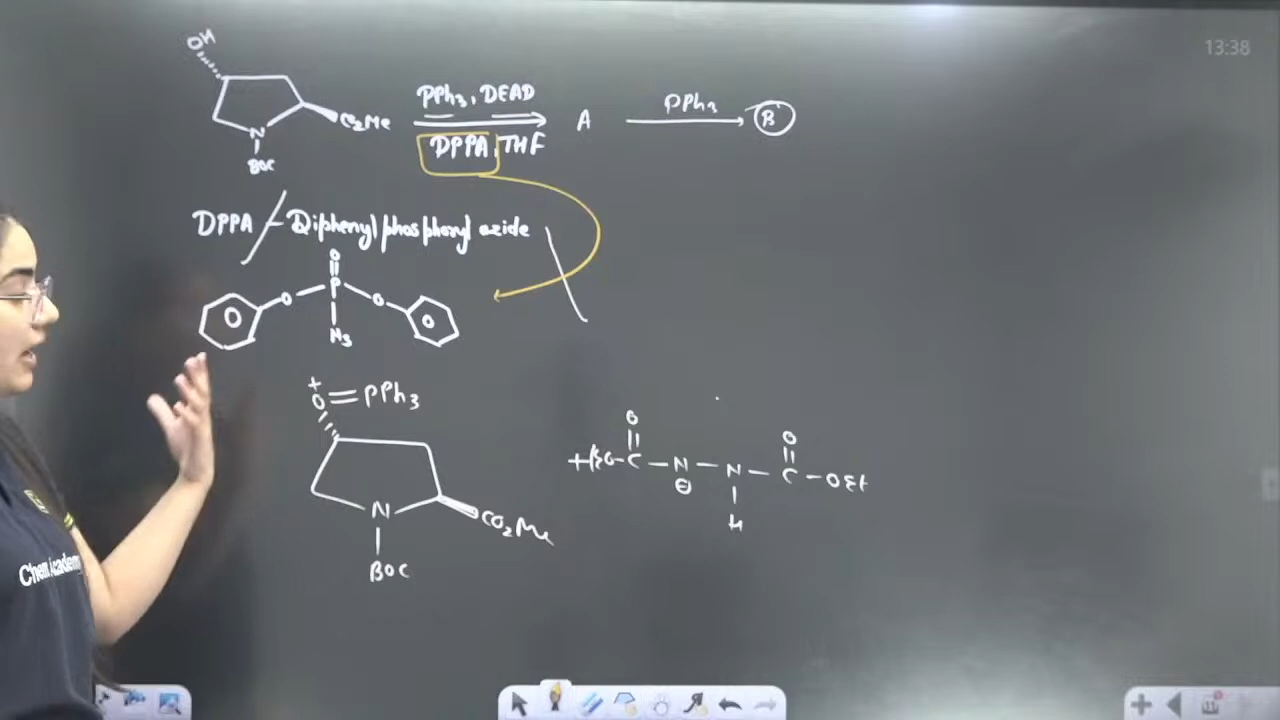 13:38
OH
PPh3, DEAD
DPPA, THF
A
PPh3
B
CO2Me
N
BOC
DPPA - Diphenyl phosphoryl azide
O
O P O
N3
+
O = PPh3
N
CO2Me
BOC
O
O
C - N - N - C - OEt
⊖
H
Chem Academy